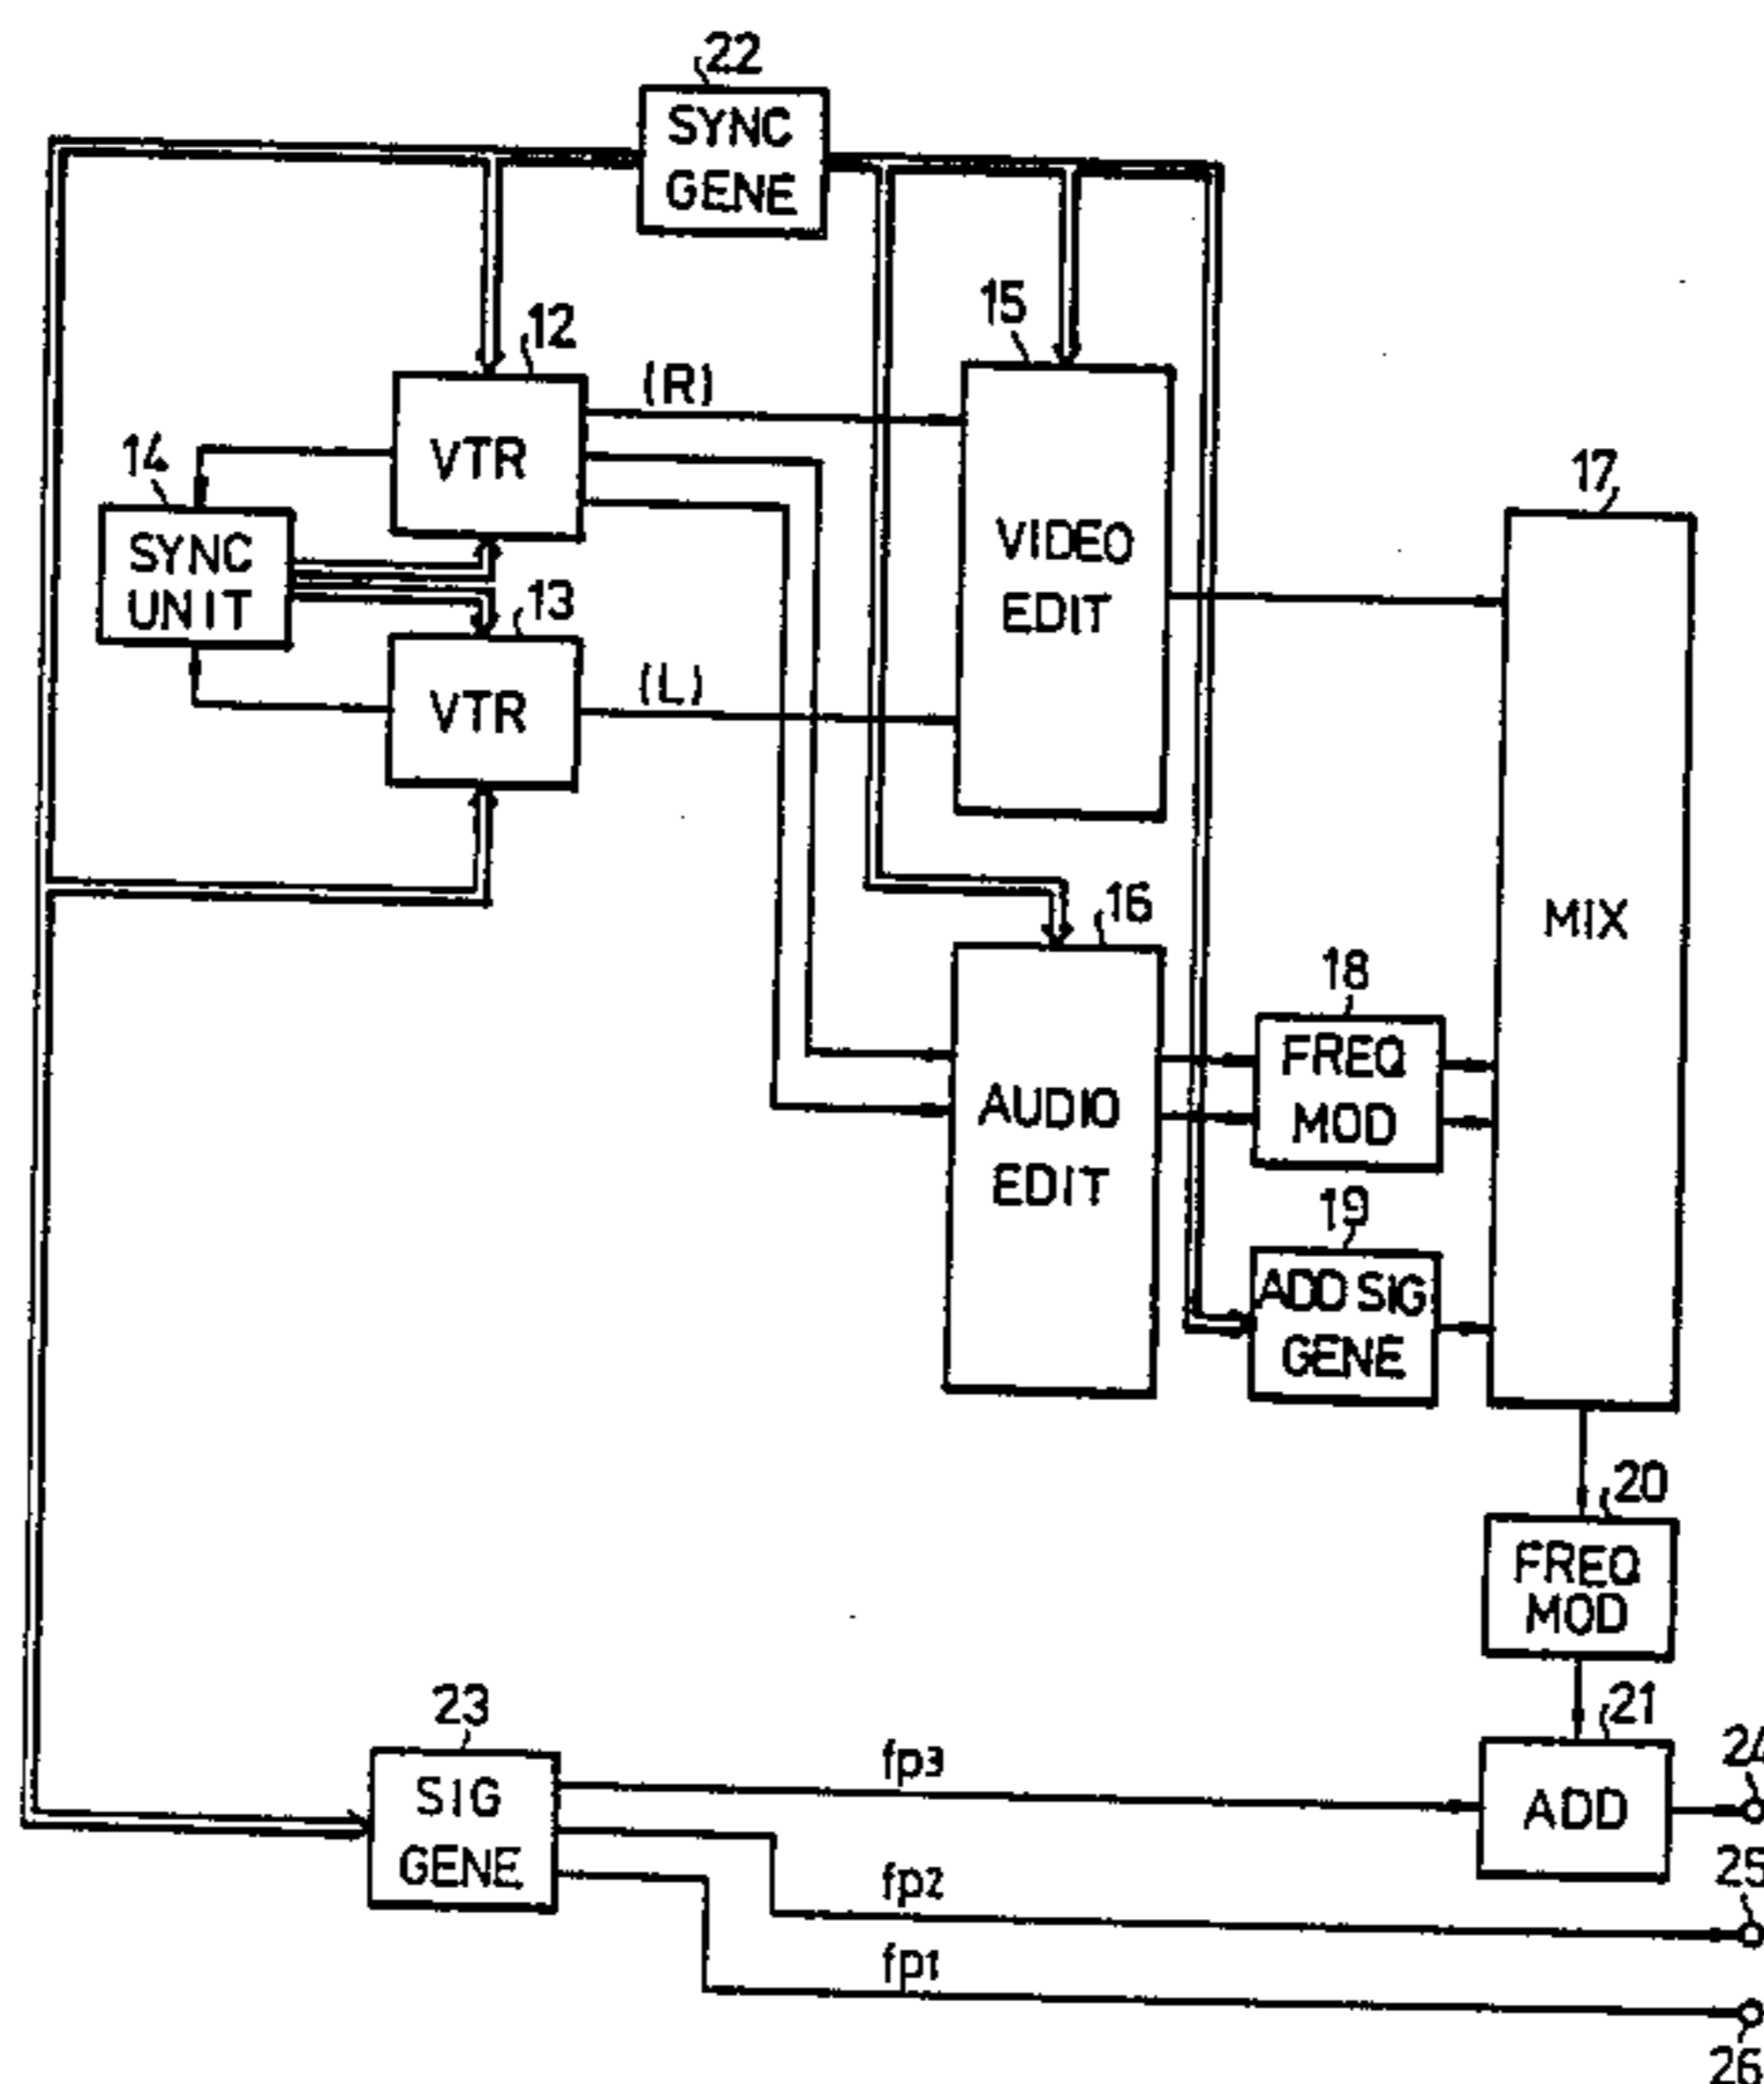 22
SYNC
GENE
12
15
(R)
14
VTR
17
SYNC
UNIT
VIDEO
EDIT
13
(L)
VTR
16
MIX
18
FREQ
MOD
AUDIO
EDIT
19
ADD SIG
GENE
20
FREQ
MOD
23
21
24
SIG
GENE
fp3
ADD
25
fp2
fp1
26